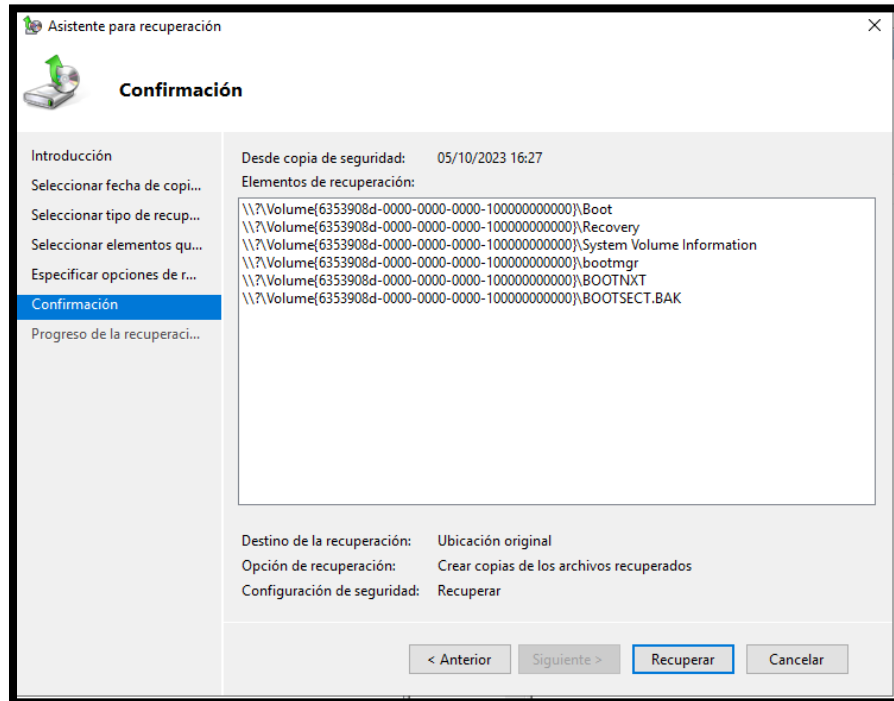 Asistente para recuperación
Confirmación
Introducción
Seleccionar fecha de copi...
Seleccionar tipo de recup...
Seleccionar elementos qu...
Especificar opciones de r...
Confirmación
Progreso de la recuperaci...
Desde copia de seguridad: 05/10/2023 16:27
Elementos de recuperación:
\\?\Volume{6353908d-0000-0000-0000-100000000000}\Boot
\\?\Volume{6353908d-0000-0000-0000-100000000000}\Recovery
\\?\Volume{6353908d-0000-0000-0000-100000000000}\System Volume Information
\\?\Volume{6353908d-0000-0000-0000-100000000000}\bootmgr
\\?\Volume{6353908d-0000-0000-0000-100000000000}\BOOTNXT
\\?\Volume{6353908d-0000-0000-0000-100000000000}\BOOTSECT.BAK
Destino de la recuperación: Ubicación original
Opción de recuperación: Crear copias de los archivos recuperados
Configuración de seguridad: Recuperar
< Anterior Siguiente > Recuperar Cancelar